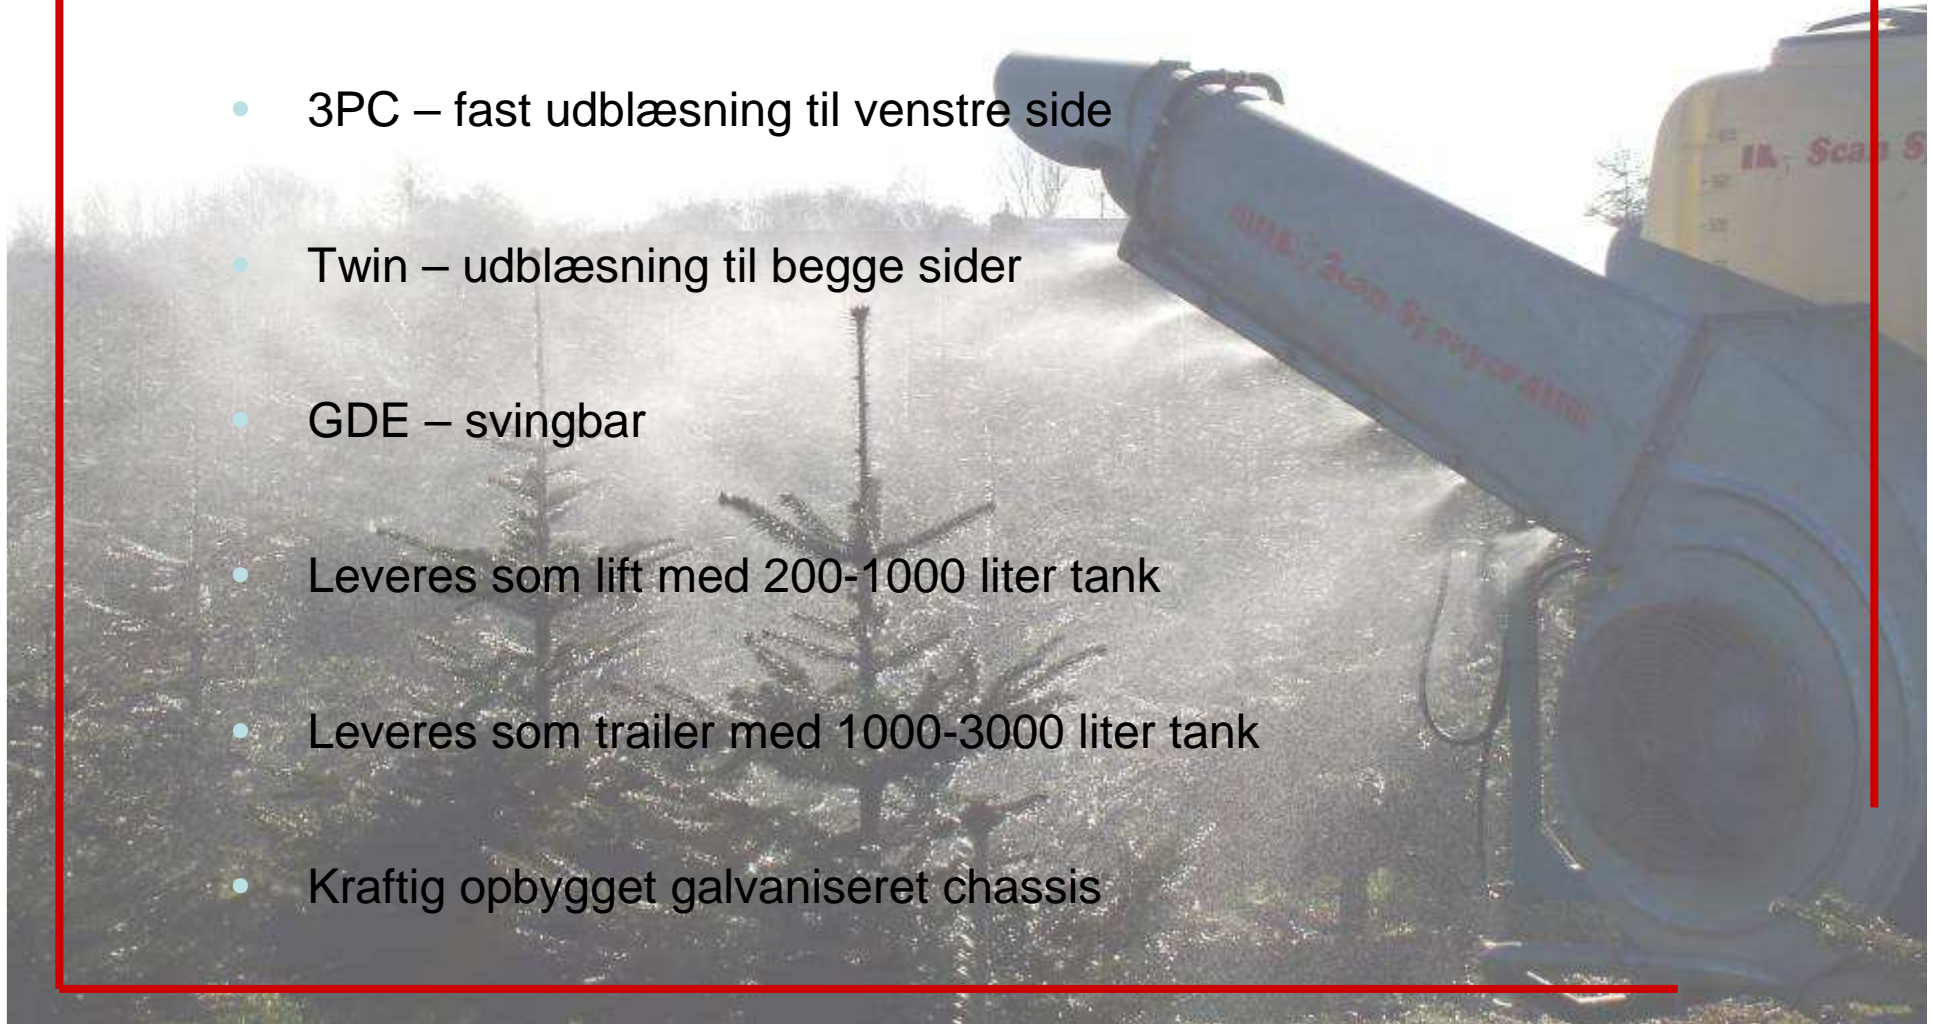 3PC – fast udblæsning til venstre side
Twin – udblæsning til begge sider
GDE – svingbar
Leveres som lift med 200-1000 liter tank
Leveres som trailer med 1000-3000 liter tank
Kraftig opbygget galvaniseret chassis
Scan